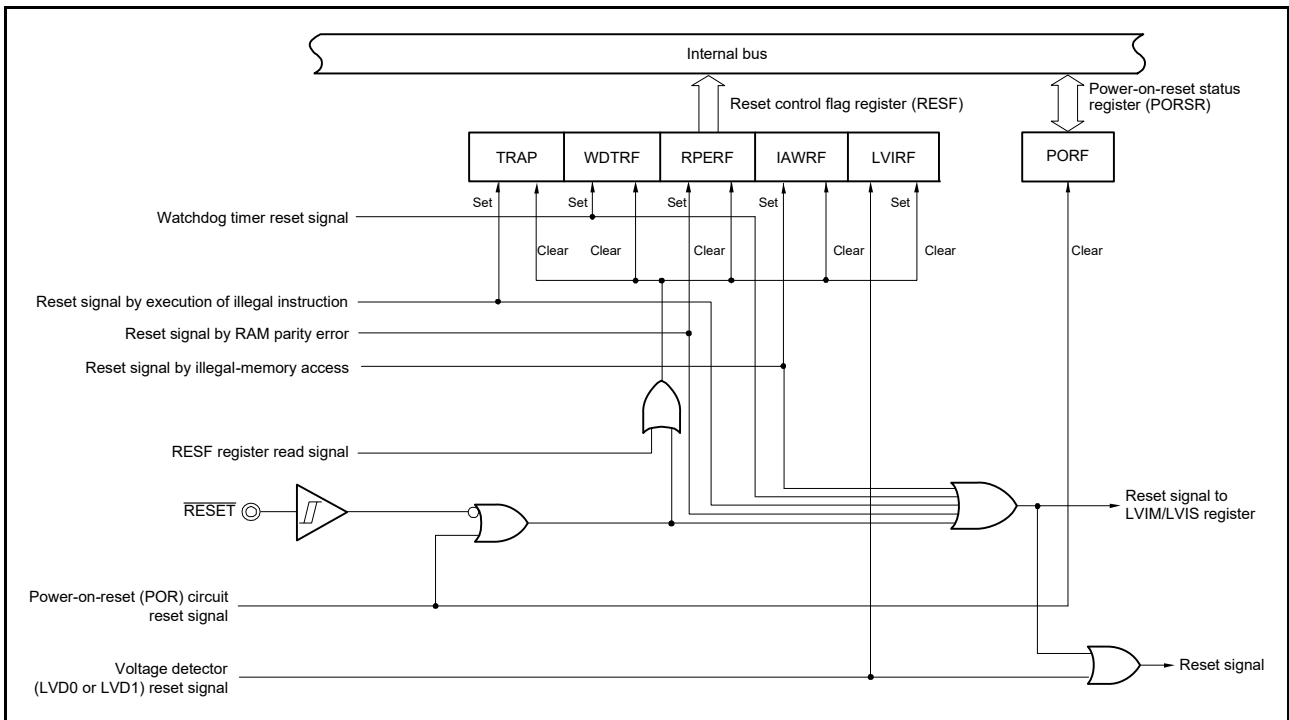 Internal bus
Reset control flag register (RESF)
Power-on-reset status
register (PORSR)
TRAP
WDTRF
RPERF
IAWRF
LVIRF
PORF
Set
Set
Set
Set
Set
Watchdog timer reset signal
Clear
Clear
Clear
Clear
Clear
Clear
Reset signal by execution of illegal instruction
Reset signal by RAM parity error
Reset signal by illegal-memory access
RESF register read signal
RESET
Reset signal to
LVIM/LVIS register
Power-on-reset (POR) circuit
reset signal
Voltage detector
(LVD0 or LVD1) reset signal
Reset signal